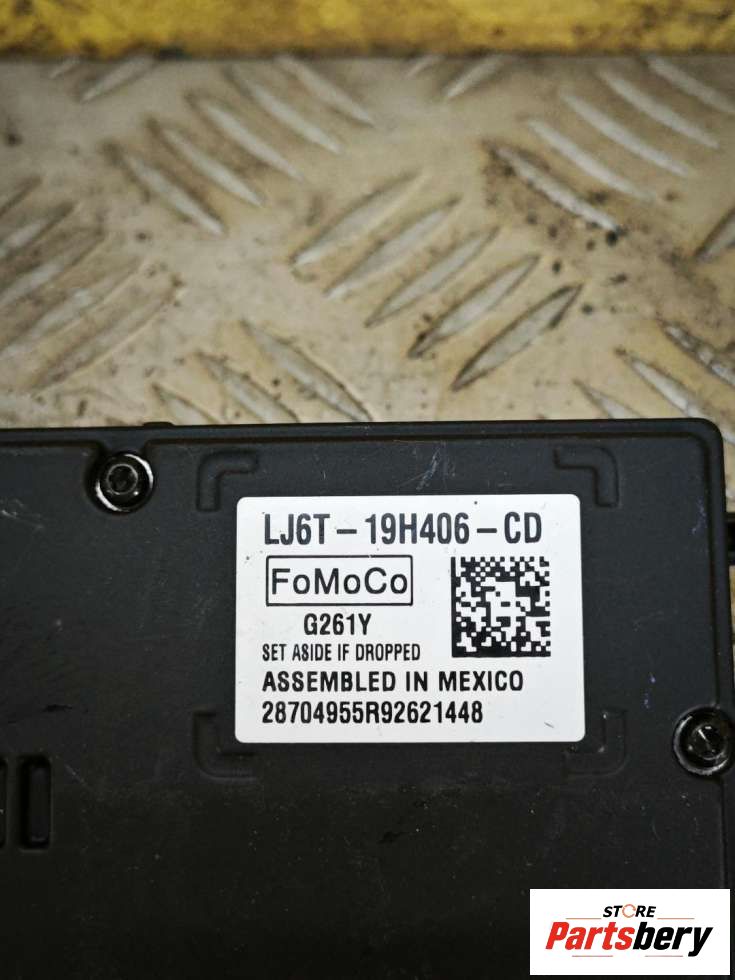 LJ6T-19H406-CD
FoMoCo
G261Y
SET ASIDE IF DROPPED
ASSEMBLED IN MEXICO
28704955R92621448
STORE
Partsbery